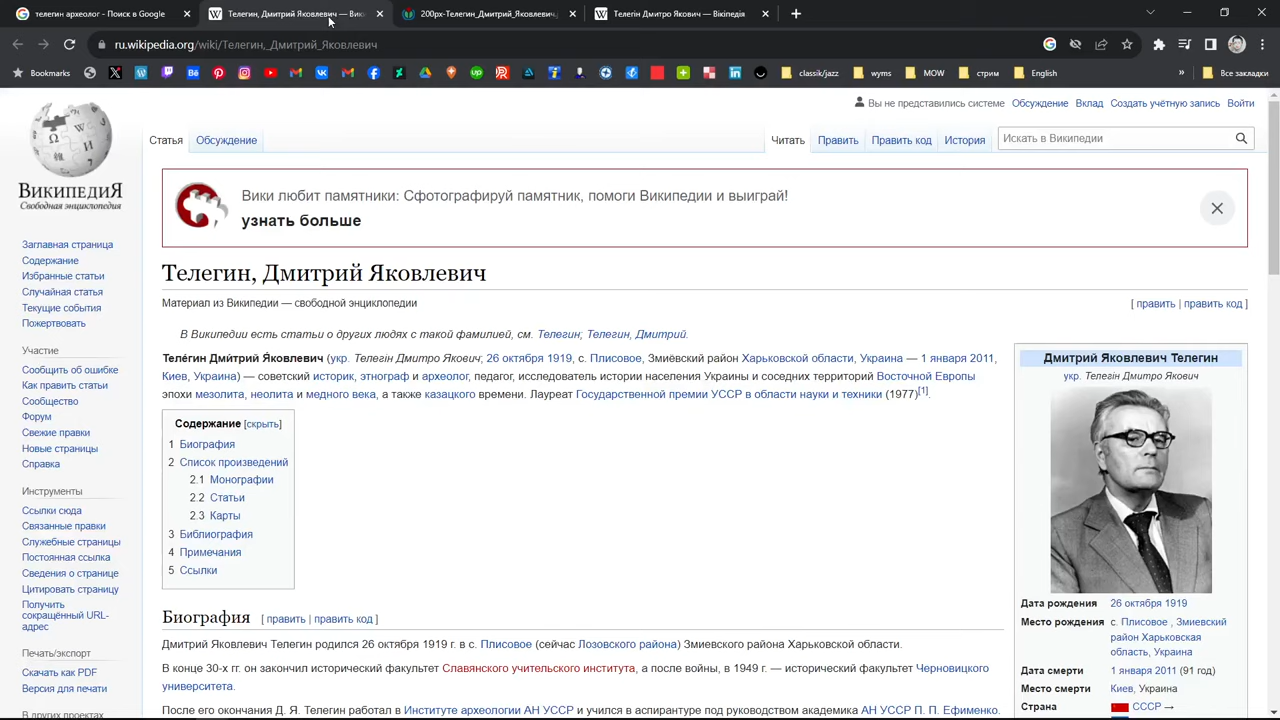 телегин археолог - Поиск в Google
Телегин, Дмитрий Яковлевич — Вик
200px-Телегин_Дмитрий_Яковлевич.
Телегін Дмитро Якович — Вікіпедія
ru.wikipedia.org/wiki/Телегин,_Дмитрий_Яковлевич
Bookmarks
classik/jazz
wyms
MOW
стрим
English
»
Все закладки
Вы не представились системе
Обсуждение
Вклад
Создать учётную запись
Войти
Статья
Обсуждение
Читать
Править
Править код
История
Искать в Википедии
ВИКИПЕДИЯ
Свободная энциклопедия
Заглавная страница
Содержание
Избранные статьи
Случайная статья
Текущие события
Пожертвовать
Участие
Сообщить об ошибке
Как править статьи
Сообщество
Форум
Свежие правки
Новые страницы
Справка
Инструменты
Ссылки сюда
Связанные правки
Служебные страницы
Постоянная ссылка
Сведения о странице
Цитировать страницу
Получить
сокращённый URL-
адрес
Печать/экспорт
Скачать как PDF
Версия для печати
В других проектах
Вики любит памятники: Сфотографируй памятник, помоги Википедии и выиграй!
узнать больше
Телегин, Дмитрий Яковлевич
Материал из Википедии — свободной энциклопедии
[ править | править код ]
В Википедии есть статьи о других людях с такой фамилией, см. Телегин; Телегин, Дмитрий.
Теле́гин Дми́трий Я́ковлевич (укр. Телегін Дмитро Якович; 26 октября 1919, с. Плисовое, Змиёвский район Харьковской области, Украина — 1 января 2011,
Киев, Украина) — советский историк, этнограф и археолог, педагог, исследователь истории населения Украины и соседних территорий Восточной Европы
эпохи мезолита, неолита и медного века, а также казацкого времени. Лауреат Государственной премии УССР в области науки и техники (1977)[1].
Содержание [скрыть]
1 Биография
2 Список произведений
2.1 Монографии
2.2 Статьи
2.3 Карты
3 Библиография
4 Примечания
5 Ссылки
Биография [ править | править код ]
Дмитрий Яковлевич Телегин родился 26 октября 1919 г. в с. Плисовое (сейчас Лозовского района) Змиевского района Харьковской области.
В конце 30-х гг. он закончил исторический факультет Славянского учительского института, а после войны, в 1949 г. — исторический факультет Черновицкого
университета.
После его окончания Д. Я. Телегин работал в Институте археологии АН УССР и учился в аспирантуре под руководством академика АН УССР П. П. Ефименко.
Дмитрий Яковлевич Телегин
укр. Телегін Дмитро Якович
Дата рождения 26 октября 1919
Место рождения с. Плисовое , Змиевский
район Харьковская
область, Украина
Дата смерти 1 января 2011 (91 год)
Место смерти Киев, Украина
Страна СССР →